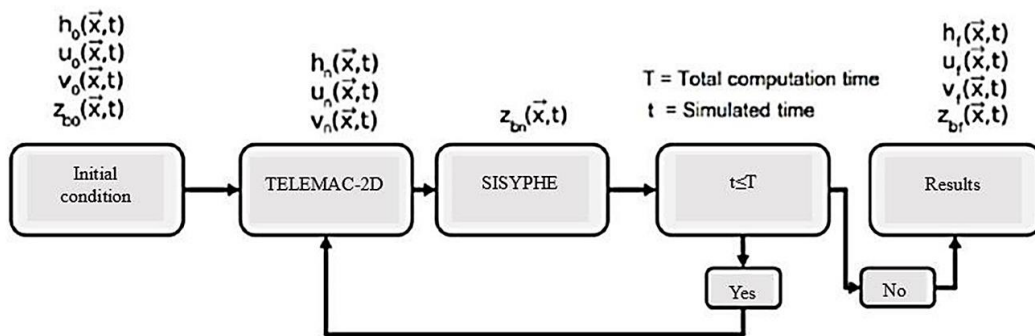 h₀(x⃗,t)
u₀(x⃗,t)
v₀(x⃗,t)
z_b₀(x⃗,t)
Initial
condition
hₙ(x⃗,t)
uₙ(x⃗,t)
vₙ(x⃗,t)
TELEMAC-2D
z_bn(x⃗,t)
SISYPHE
T = Total computation time
t = Simulated time
t≤T
Yes
No
h_f(x⃗,t)
u_f(x⃗,t)
v_f(x⃗,t)
z_bf(x⃗,t)
Results